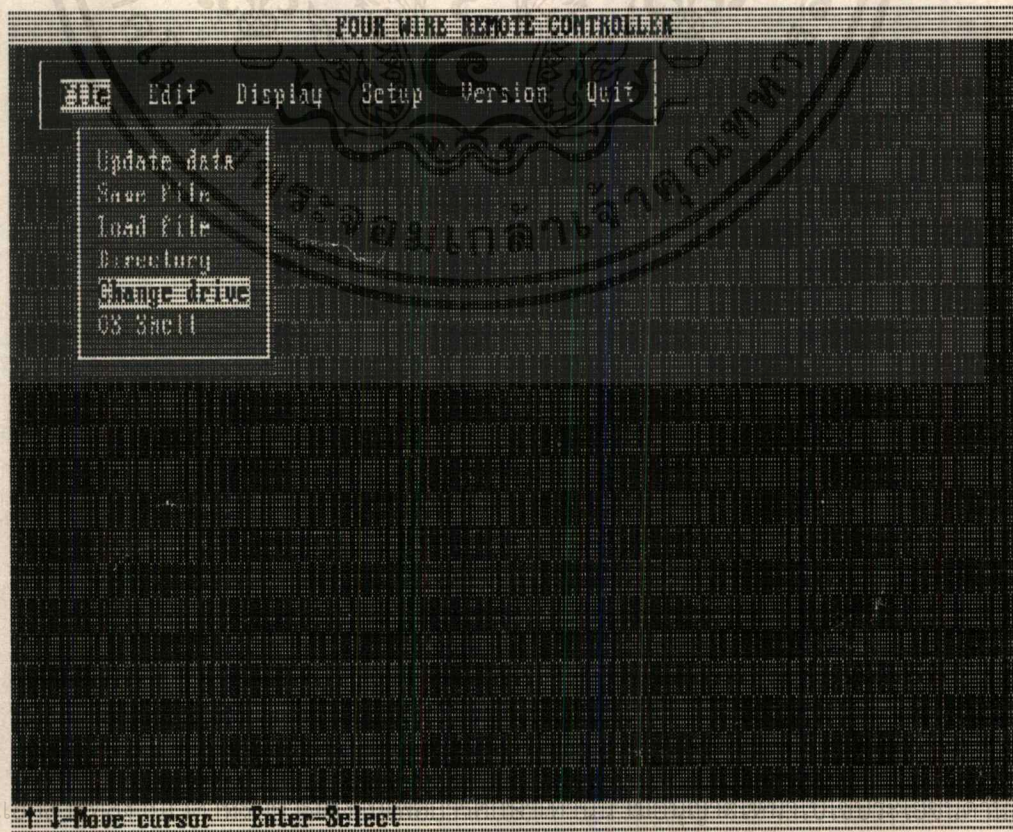 FOUR WIRE REMOTE CONTROLLER
File Edit Display Setup Version Quit
Update data
Save File
Load File
Directory
Change drive
OS Shell
↑ ↓-Move cursor Enter-Select